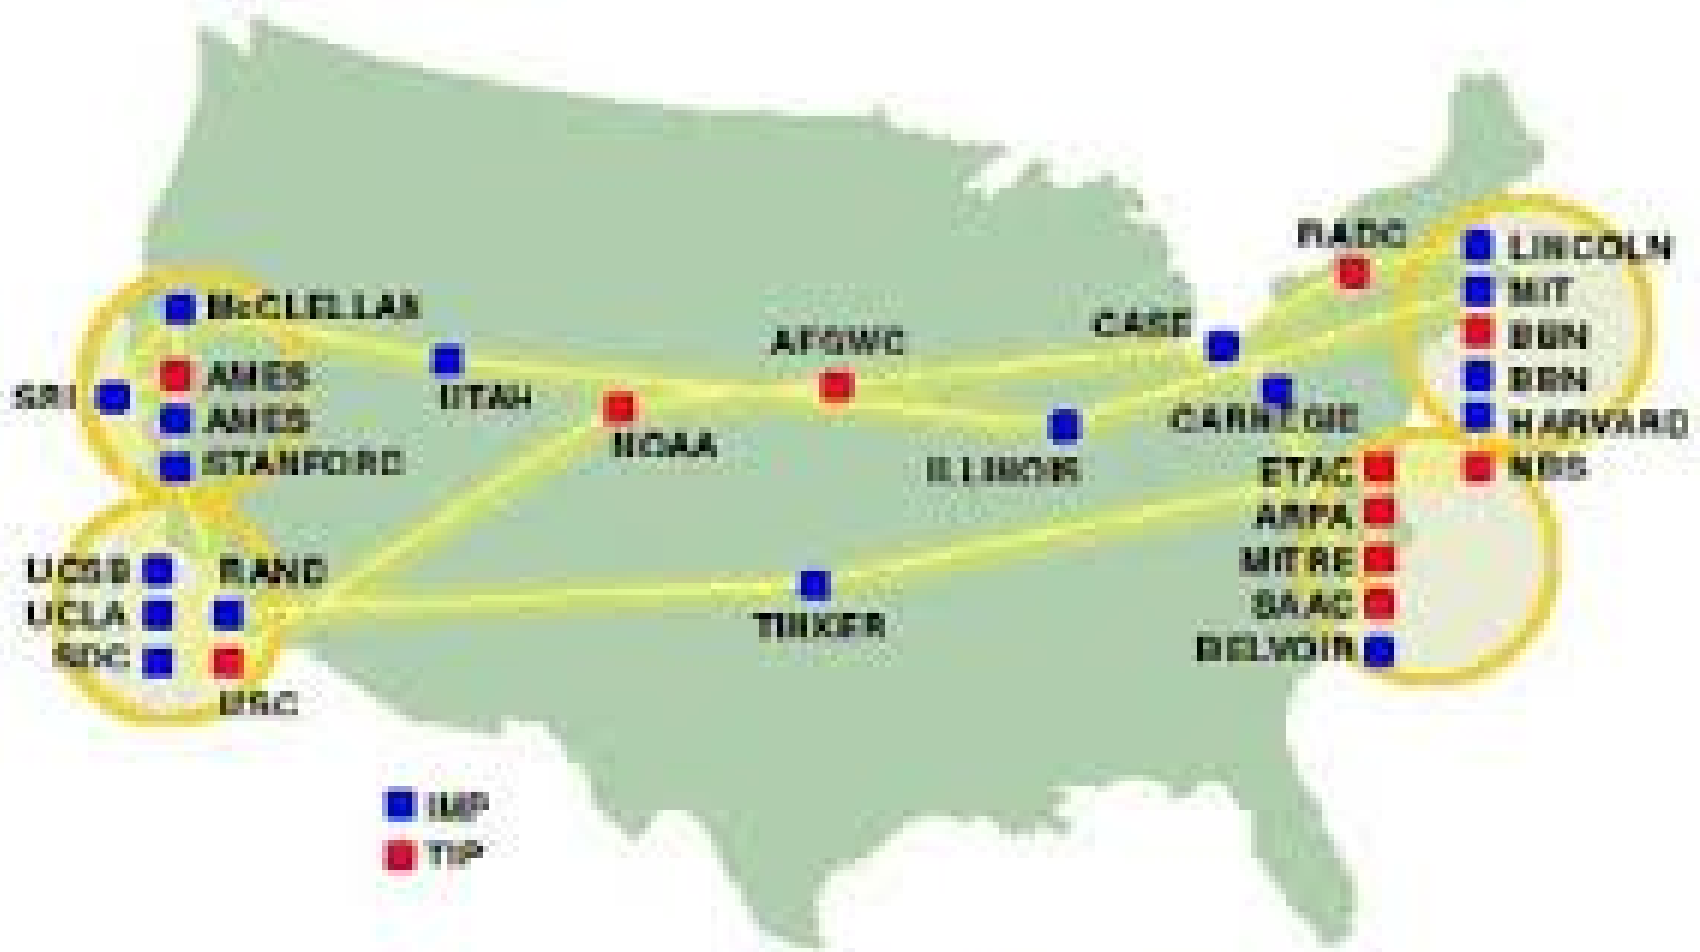 RADC
LINCOLN
MIT
BBN
BBN
HARVARD
NBS
McCLELLAN
AMES
SRI
AMES
STANFORD
UTAH
NOAA
AFGWC
CASE
CARNEGIE
ILLINOIS
ETAC
ARPA
MITRE
SAAC
BELVOIR
UCSB
RAND
UCLA
SDC
USC
TINKER
IMP
TIP